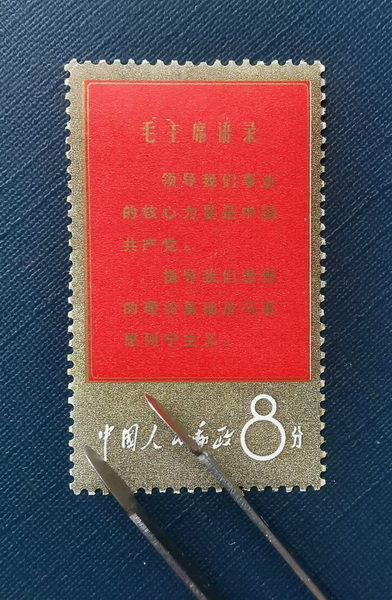 毛主席语录
领导我们事业
的核心力量是中国
共产党。
指导我们思想
的理论基础是马克
思列宁主义。
中国人民邮政
8分